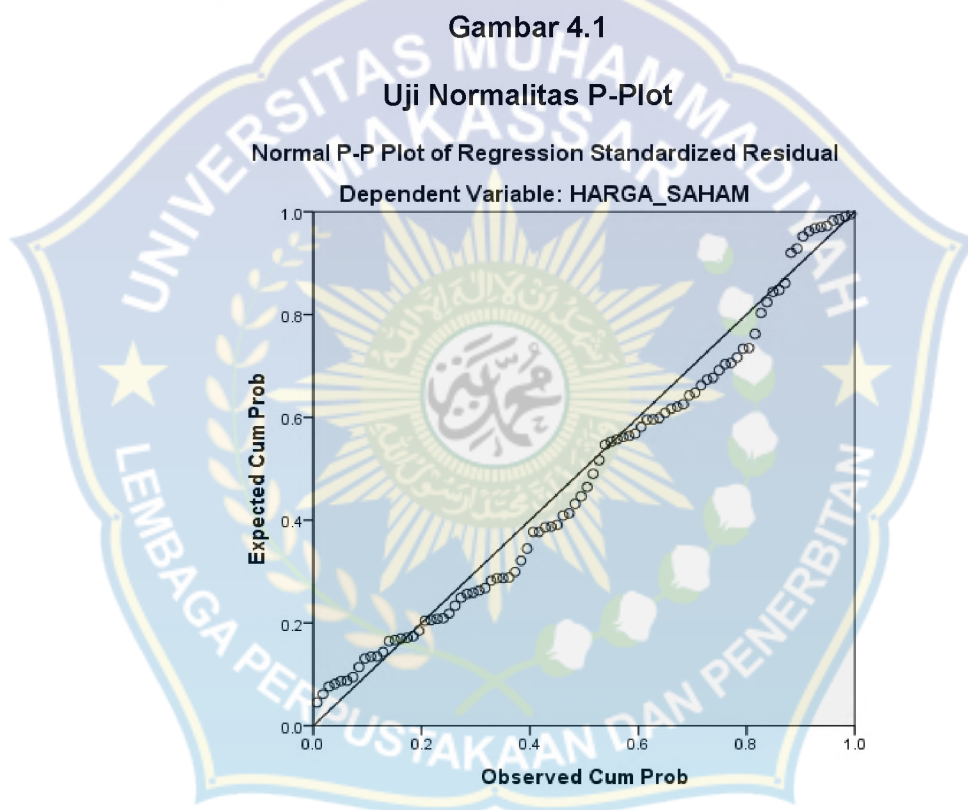 Gambar 4.1
Uji Normalitas P-Plot
Normal P-P Plot of Regression Standardized Residual
Dependent Variable: HARGA_SAHAM
UNIVERSITAS MUHAMMADIYAH
MAKASSAR
LEMBAGA PERPUSTAKAAN DAN PENERBITAN
محمد
Expected Cum Prob
1.0
0.8
0.6
0.4
0.2
0.0
0.0 0.2 0.4 0.6 0.8 1.0
Observed Cum Prob